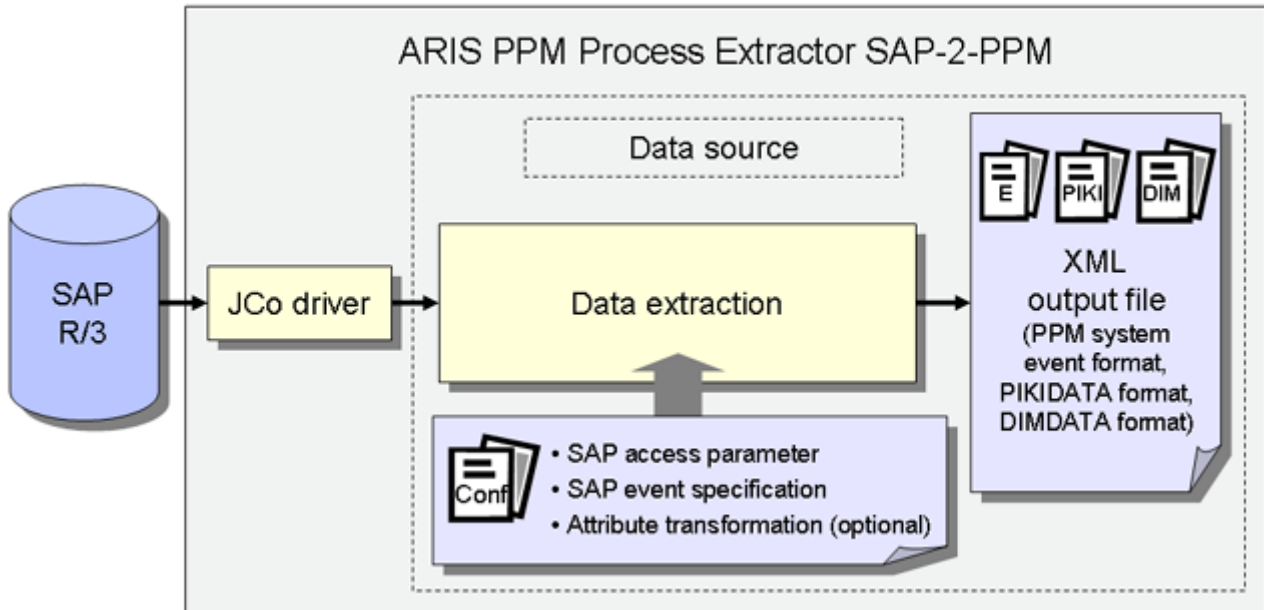 ARIS PPM Process Extractor SAP-2-PPM
Data source
SAP
R/3
JCo driver
Data extraction
E
PIKI
DIM
XML
output file
(PPM system
event format,
PIKIDATA format,
DIMDATA format)
Conf
• SAP access parameter
• SAP event specification
• Attribute transformation (optional)